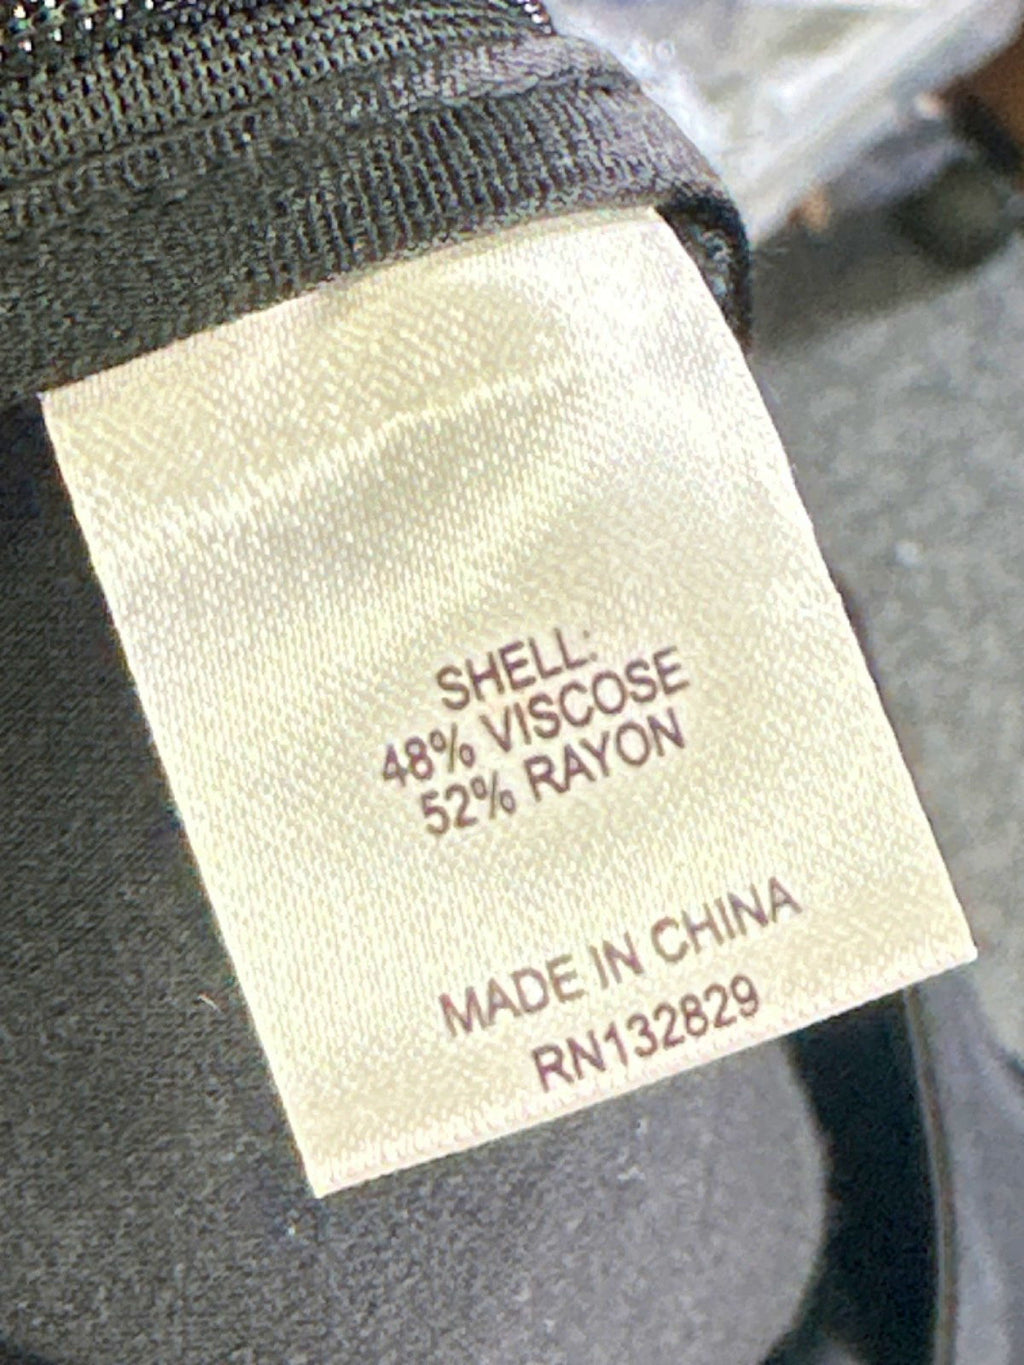 SHELL:
48% VISCOSE
52% RAYON
MADE IN CHINA
RN132829